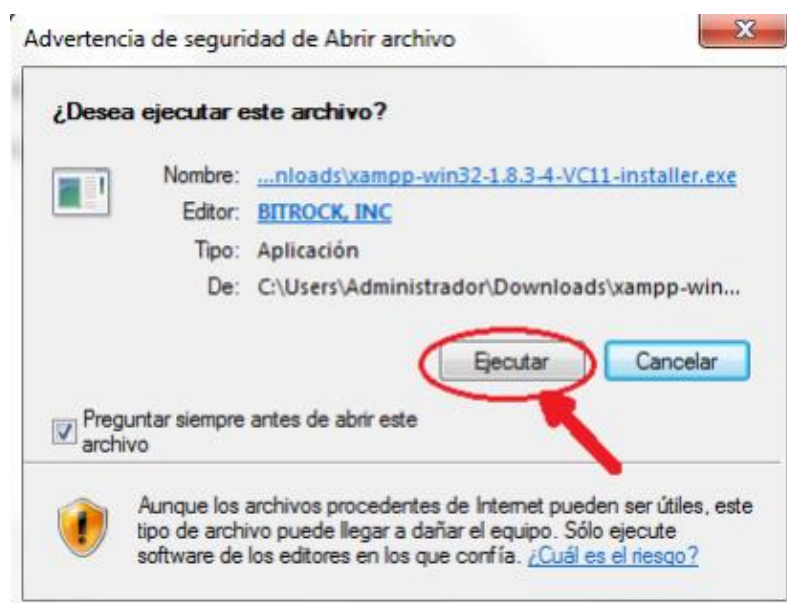 Advertencia de seguridad de Abrir archivo
¿Desea ejecutar este archivo?
Nombre: ...nloads\xampp-win32-1.8.3-4-VC11-installer.exe
Editor: BITROCK, INC
Tipo: Aplicación
De: C:\Users\Administrador\Downloads\xampp-win...
Ejecutar Cancelar
Preguntar siempre antes de abrir este
archivo
Aunque los archivos procedentes de Internet pueden ser útiles, este
tipo de archivo puede llegar a dañar el equipo. Sólo ejecute
software de los editores en los que confía. ¿Cuál es el riesgo?